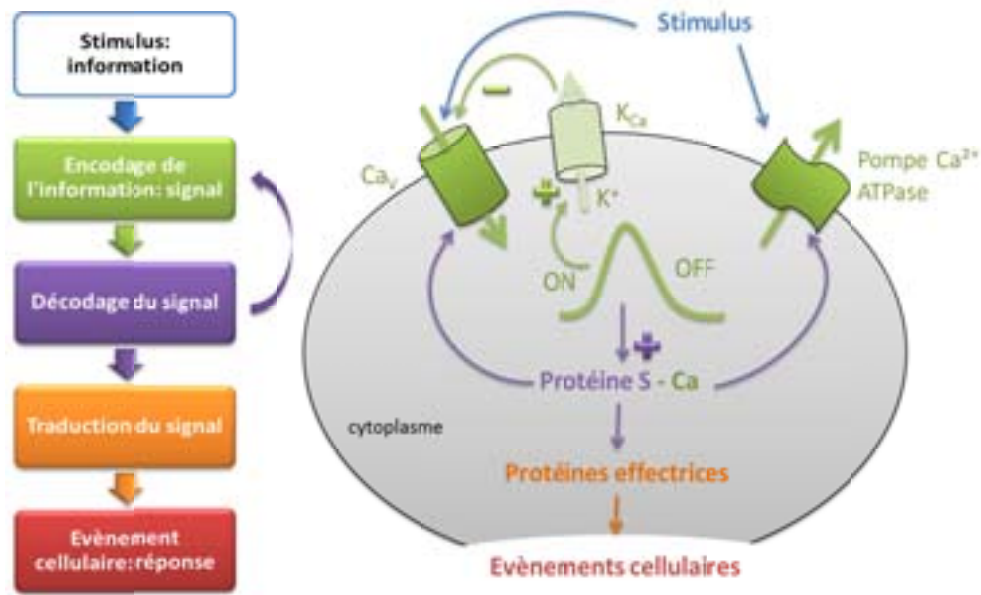 Stimulus:
information
Encodage de
l'information: signal
Décodage du signal
Traduction du signal
Evènement
cellulaire: réponse
Stimulus
−
K Ca
Ca v
+
K⁺
Pompe Ca²⁺
ATPase
ON
OFF
+
Protéine S - Ca
cytoplasme
Protéines effectrices
Evènements cellulaires